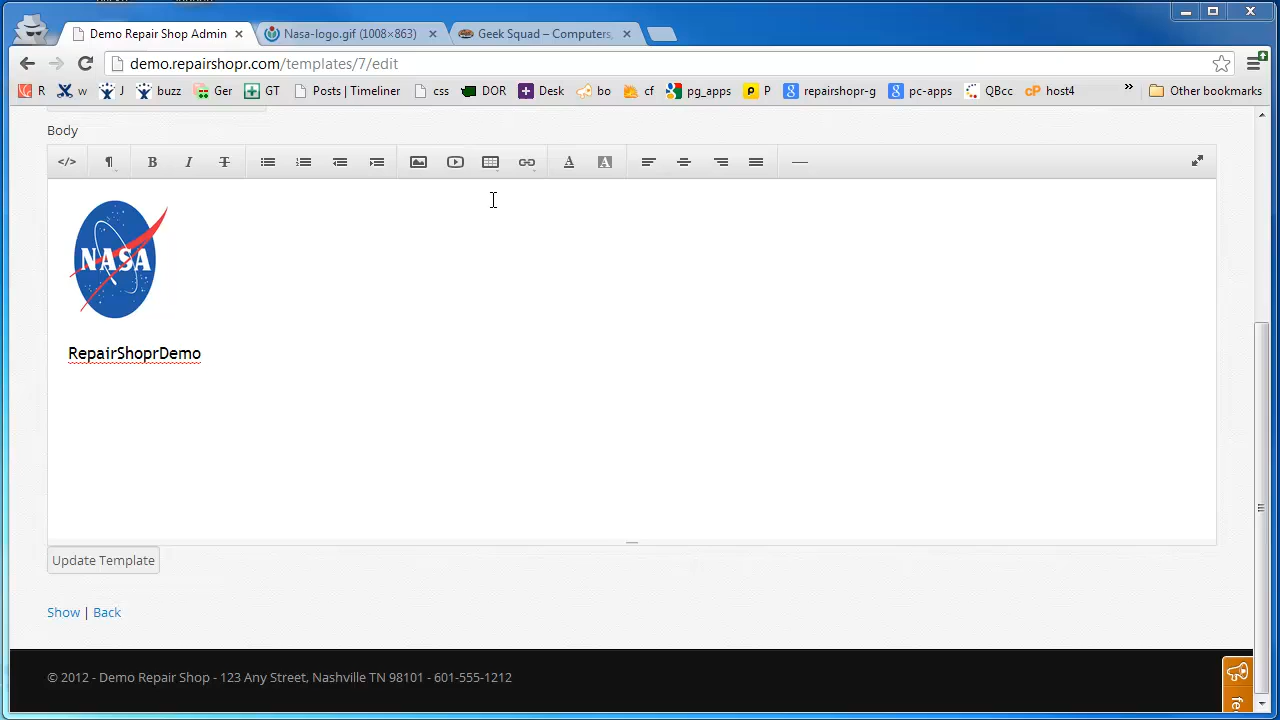 Demo Repair Shop Admin
Nasa-logo.gif (1008×863)
Geek Squad – Computers,
demo.repairshopr.com/templates/7/edit
R
w
J
buzz
Ger
GT
Posts | Timeliner
css
DOR
Desk
bo
cf
pg_apps
P
repairshopr-g
pc-apps
QBcc
cP host4
»
Other bookmarks
Body
</>
¶
B
I
T
A
A
NASA
RepairShoprDemo
Update Template
Show | Back
© 2012 - Demo Repair Shop - 123 Any Street, Nashville TN 98101 - 601-555-1212
fe